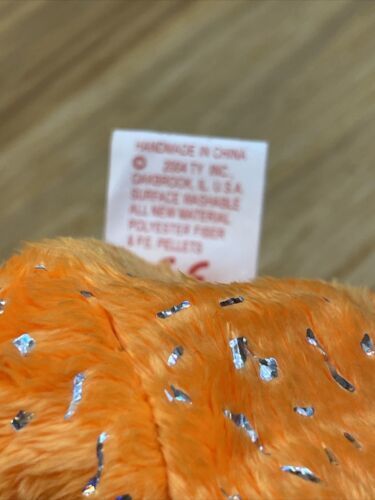 HANDMADE IN CHINA
© 2004 TY INC.,
OAKBROOK, IL U.S.A.
SURFACE WASHABLE
ALL NEW MATERIAL
POLYESTER FIBER
& P.E. PELLETS